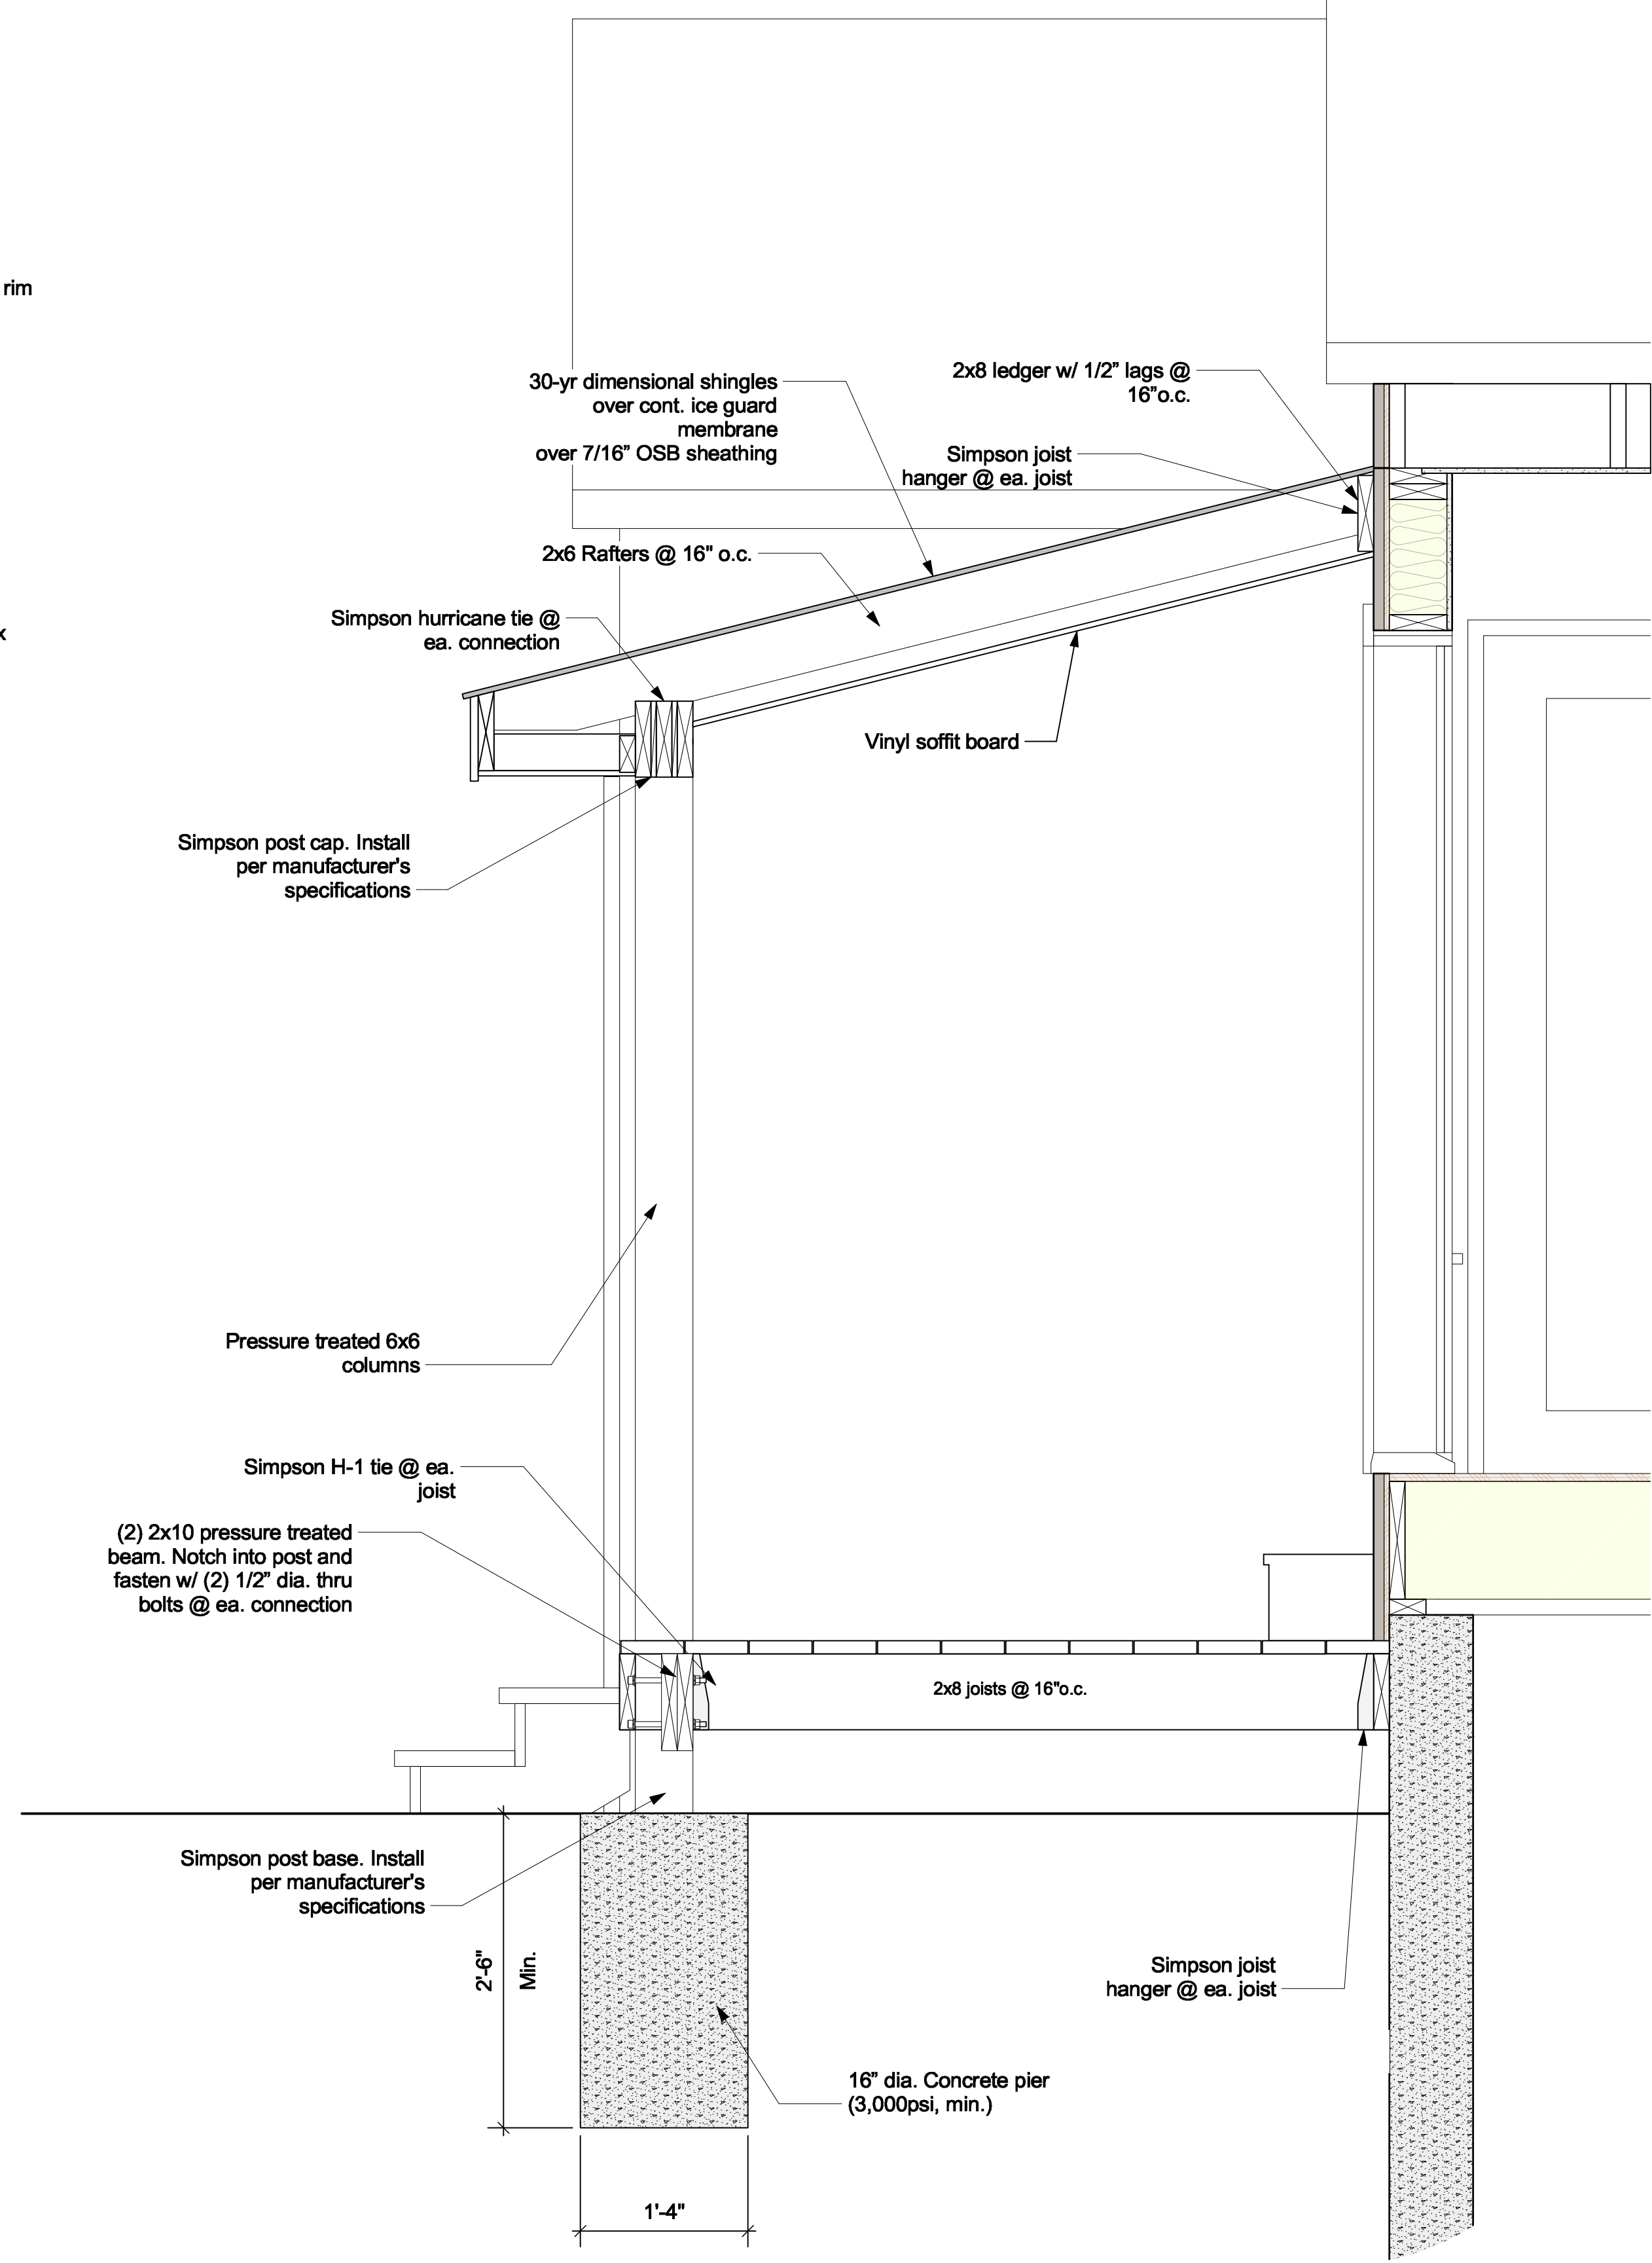 rim
30-yr dimensional shingles
over cont. ice guard
membrane
over 7/16” OSB sheathing
2x8 ledger w/ 1/2” lags @
16”o.c.
Simpson joist
hanger @ ea. joist
2x6 Rafters @ 16" o.c.
Simpson hurricane tie @
ea. connection
x
Vinyl soffit board
Simpson post cap. Install
per manufacturer's
specifications
Pressure treated 6x6
columns
Simpson H-1 tie @ ea.
joist
(2) 2x10 pressure treated
beam. Notch into post and
fasten w/ (2) 1/2” dia. thru
bolts @ ea. connection
2x8 joists @ 16"o.c.
Simpson post base. Install
per manufacturer's
specifications
2'-6"
Min.
Simpson joist
hanger @ ea. joist
16” dia. Concrete pier
(3,000psi, min.)
1'-4"